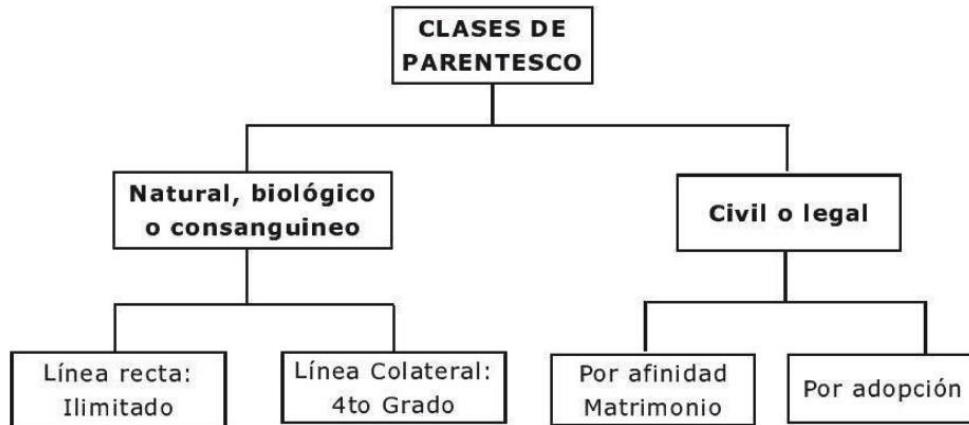 CLASES DE
PARENTESCO
Natural, biológico
o consanguineo
Civil o legal
Línea recta:
Ilimitado
Línea Colateral:
4to Grado
Por afinidad
Matrimonio
Por adopción